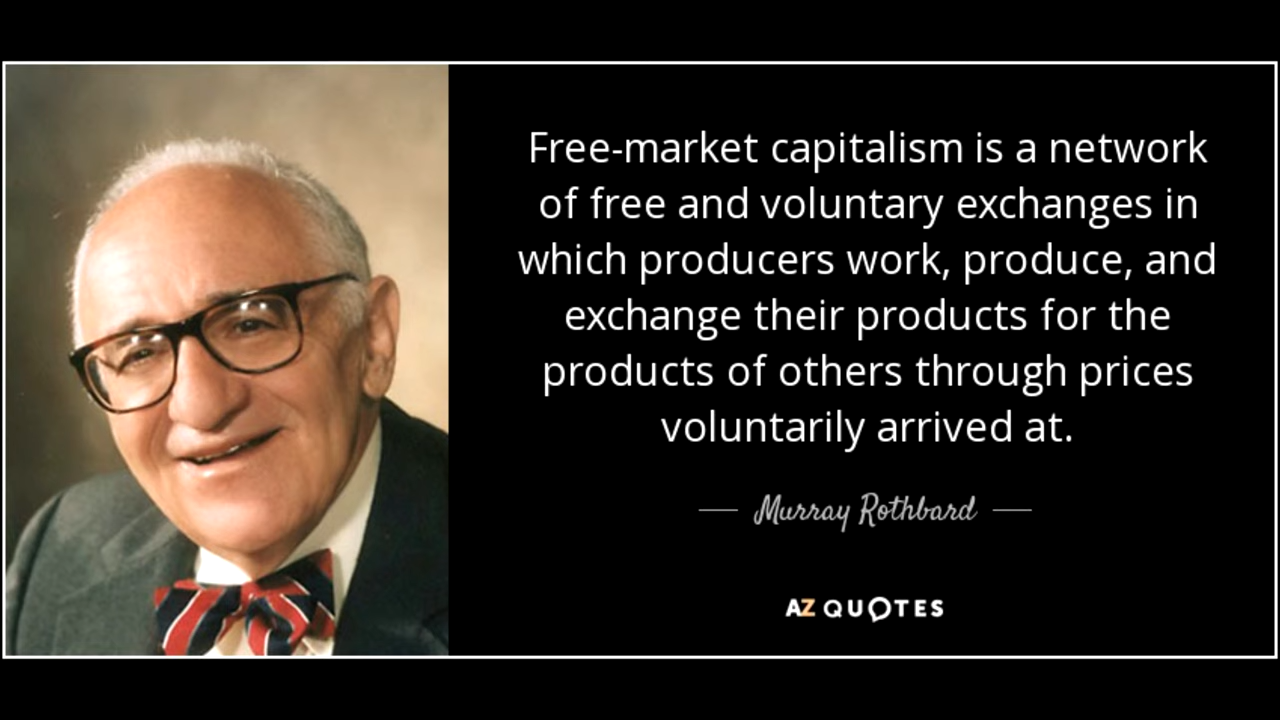 Free-market capitalism is a network
of free and voluntary exchanges in
which producers work, produce, and
exchange their products for the
products of others through prices
voluntarily arrived at.
Murray Rothbard
AZ QUOTES